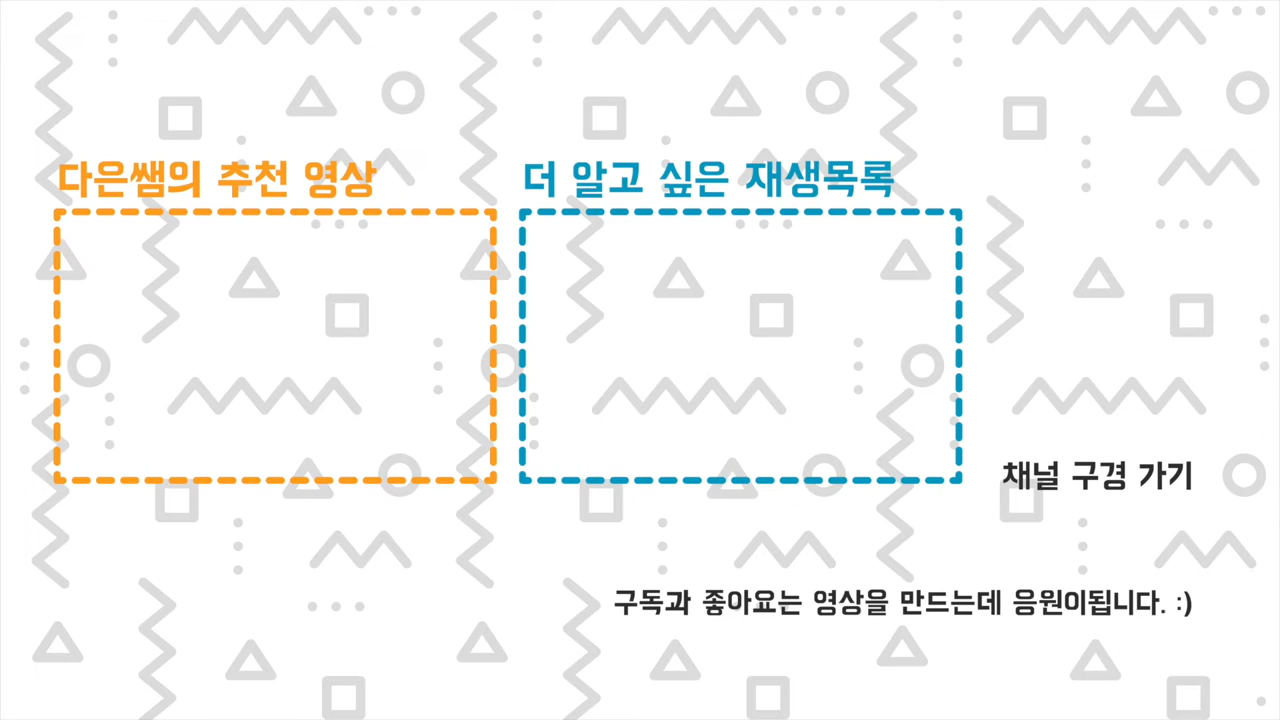 다은쌤의 추천 영상
더 알고 싶은 재생목록
채널 구경 가기
구독과 좋아요는 영상을 만드는데 응원이됩니다. :)